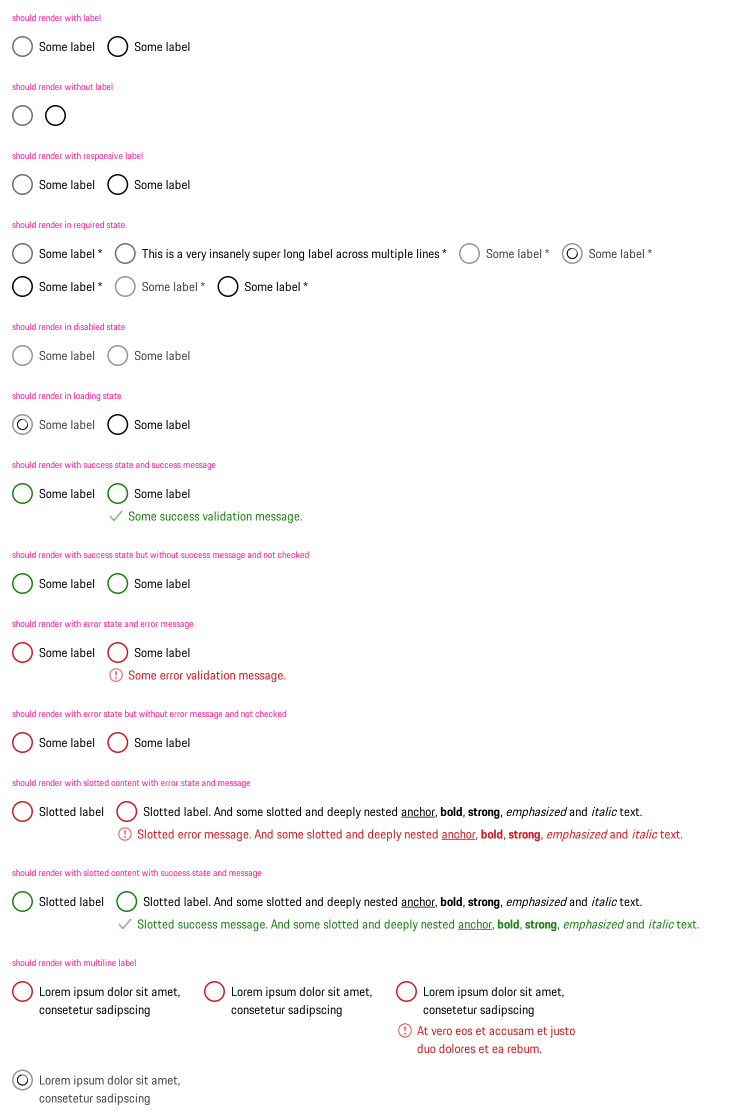 should render with label
Some label Some label
should render without label
should render with responsive label
Some label Some label
should render in required state
Some label * This is a very insanely super long label across multiple lines * Some label * Some label *
Some label * Some label * Some label *
should render in disabled state
Some label Some label
should render in loading state
Some label Some label
should render with success state and success message
Some label Some label
Some success validation message.
should render with success state but without success message and not checked
Some label Some label
should render with error state and error message
Some label Some label
Some error validation message.
should render with error state but without error message and not checked
Some label Some label
should render with slotted content with error state and message
Slotted label Slotted label. And some slotted and deeply nested anchor, bold, strong, emphasized and italic text.
Slotted error message. And some slotted and deeply nested anchor, bold, strong, emphasized and italic text.
should render with slotted content with success state and message
Slotted label Slotted label. And some slotted and deeply nested anchor, bold, strong, emphasized and italic text.
Slotted success message. And some slotted and deeply nested anchor, bold, strong, emphasized and italic text.
should render with multiline label
Lorem ipsum dolor sit amet,
consetetur sadipscing
Lorem ipsum dolor sit amet,
consetetur sadipscing
Lorem ipsum dolor sit amet,
consetetur sadipscing
At vero eos et accusam et justo
duo dolores et ea rebum.
Lorem ipsum dolor sit amet,
consetetur sadipscing